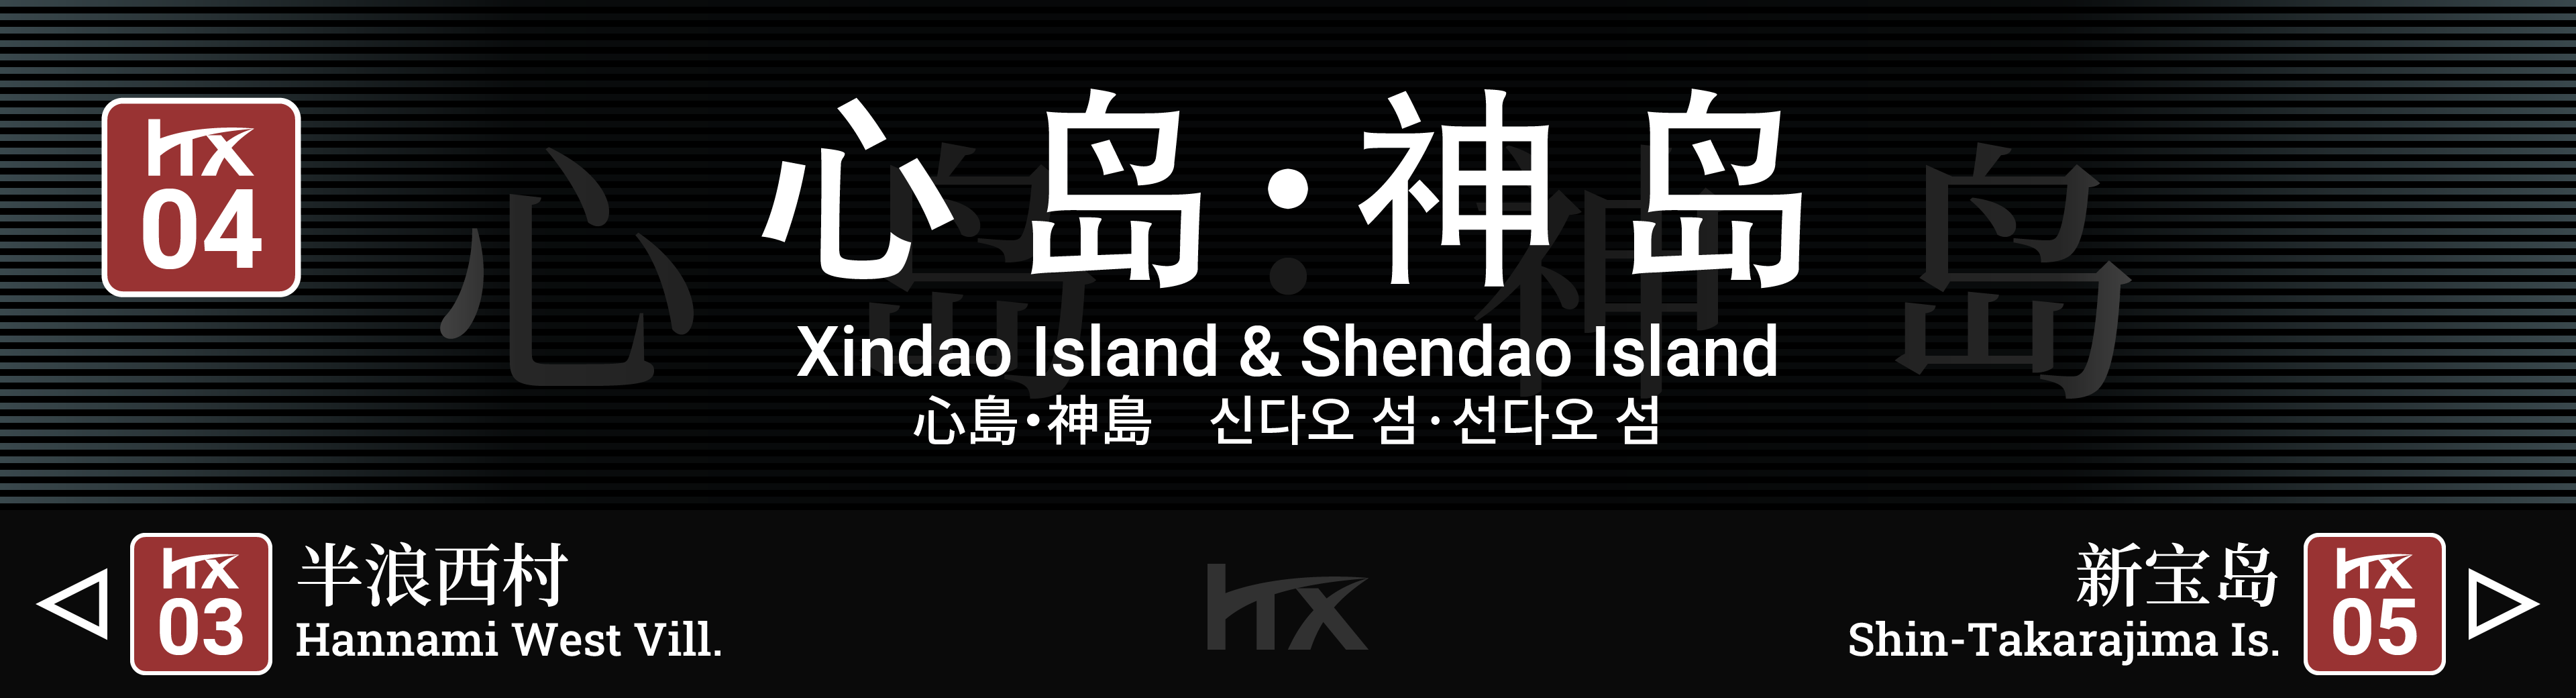 HX
04
心岛·神岛
Xindao Island & Shendao Island
心島・神島 신다오 섬·선다오 섬
HX
03
半浪西村
Hannami West Vill.
HX
新宝岛
Shin-Takarajima Is.
HX
05